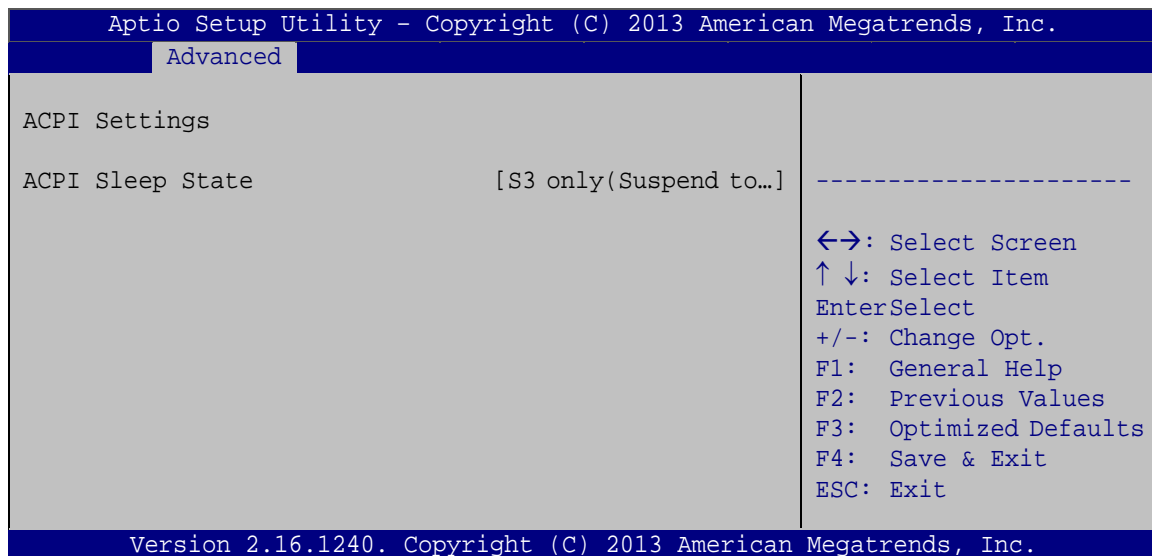 Aptio Setup Utility – Copyright (C) 2013 American Megatrends, Inc.
Advanced
ACPI Settings
ACPI Sleep State [S3 only(Suspend to…]
----------------------
←→: Select Screen
↑ ↓: Select Item
EnterSelect
+/-: Change Opt.
F1: General Help
F2: Previous Values
F3: Optimized Defaults
F4: Save & Exit
ESC: Exit
Version 2.16.1240. Copyright (C) 2013 American Megatrends, Inc.